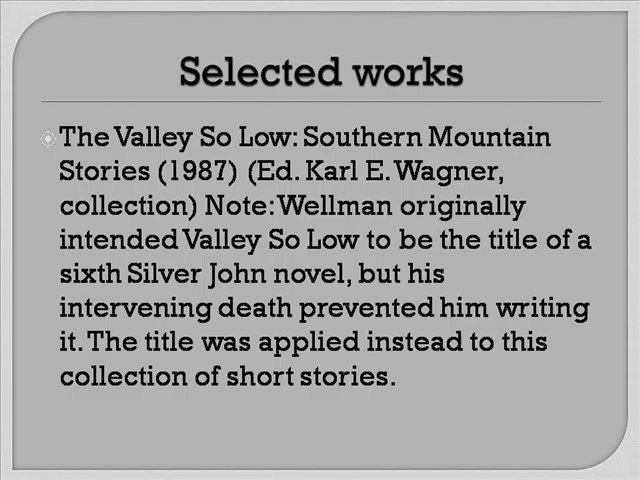 Selected works
The Valley So Low: Southern Mountain
Stories (1987) (Ed. Karl E. Wagner,
collection) Note: Wellman originally
intended Valley So Low to be the title of a
sixth Silver John novel, but his
intervening death prevented him writing
it. The title was applied instead to this
collection of short stories.